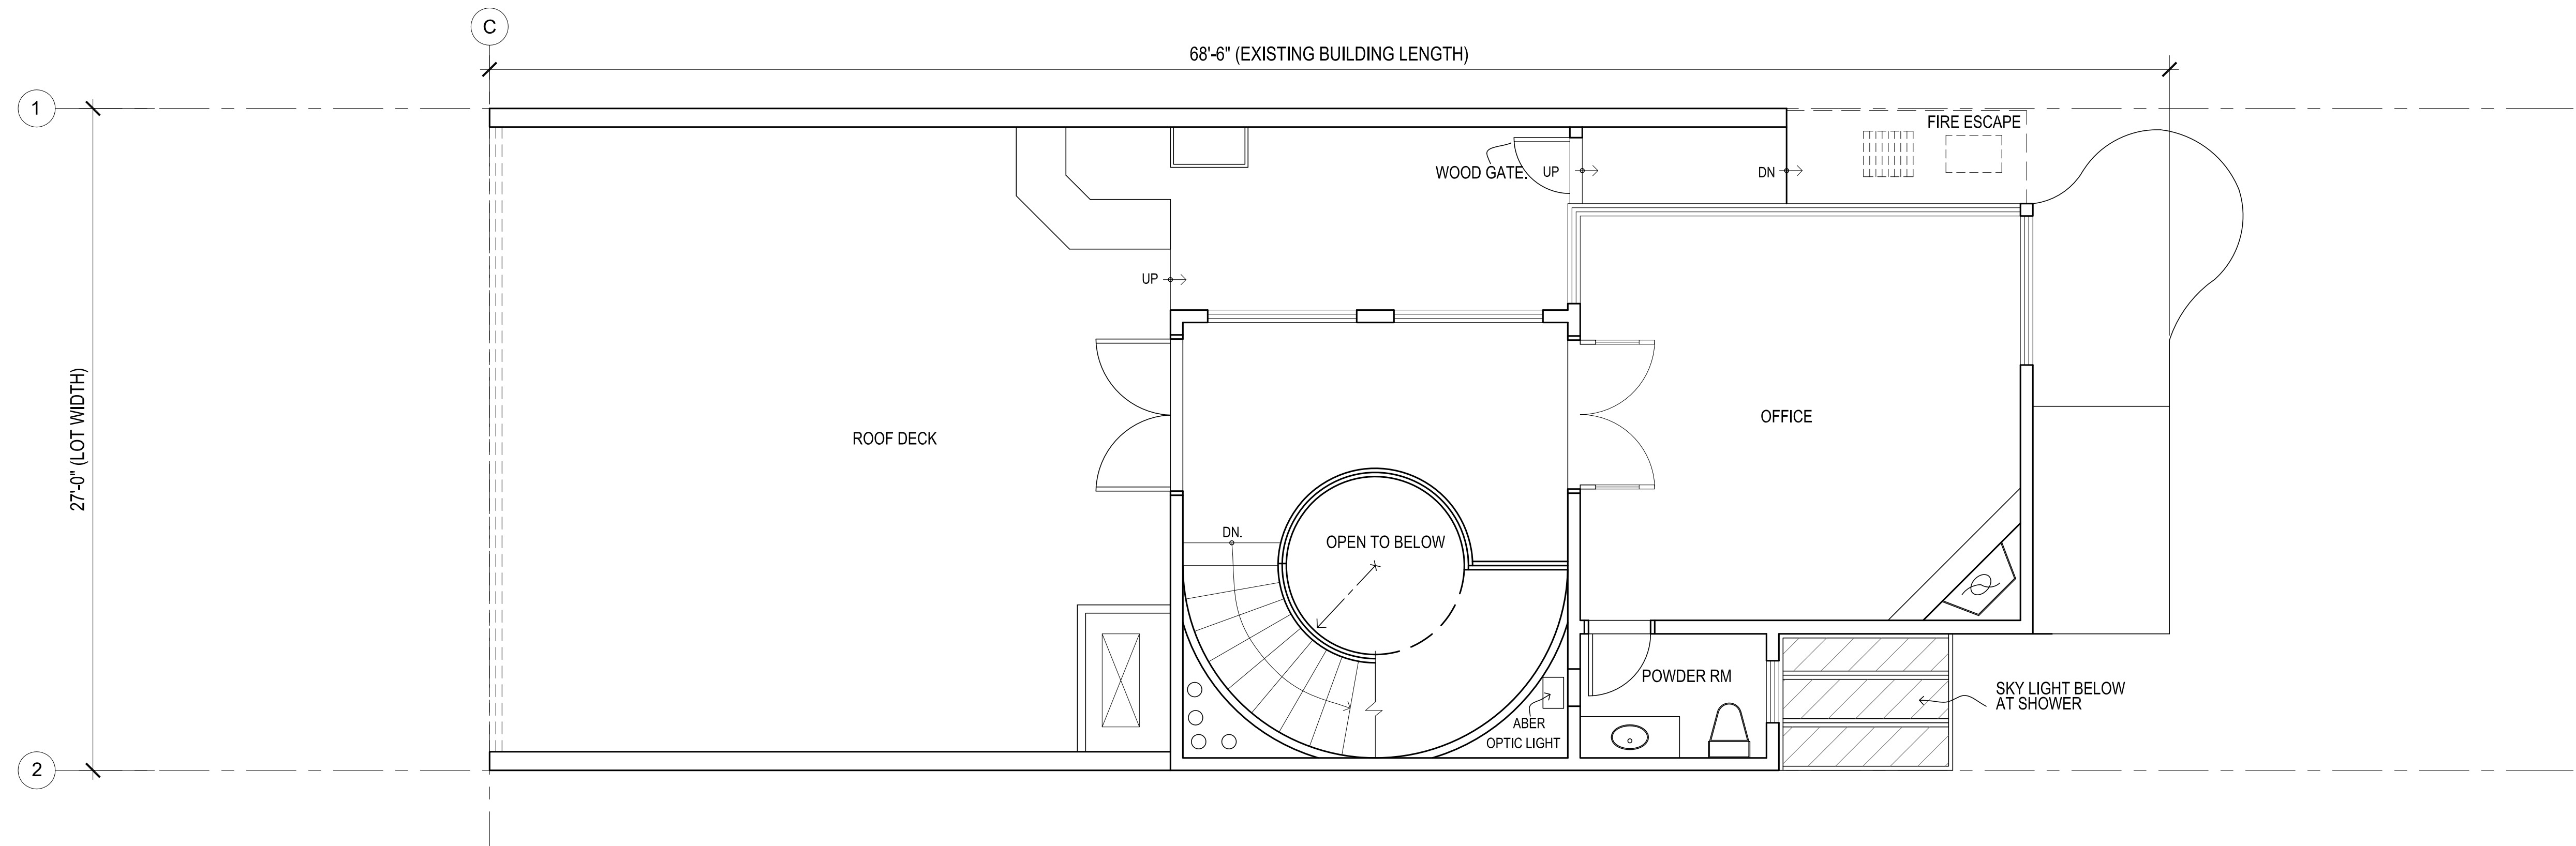 C
68'-6" (EXISTING BUILDING LENGTH)
1
FIRE ESCAPE
WOOD GATE.
UP
DN
UP
27'-0" (LOT WIDTH)
ROOF DECK
OFFICE
DN.
OPEN TO BELOW
POWDER RM
SKY LIGHT BELOW
AT SHOWER
ABER
OPTIC LIGHT
2